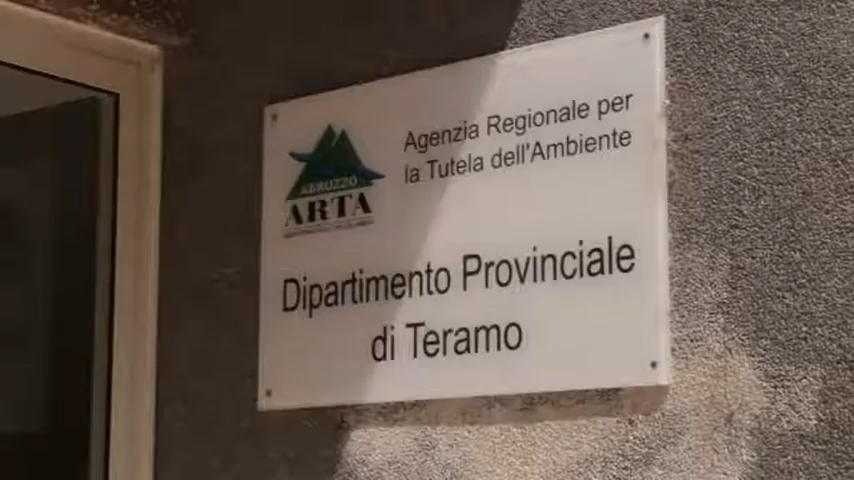 ABRUZZO
ARTA
Agenzia Regionale per
la Tutela dell'Ambiente
Dipartimento Provinciale
di Teramo